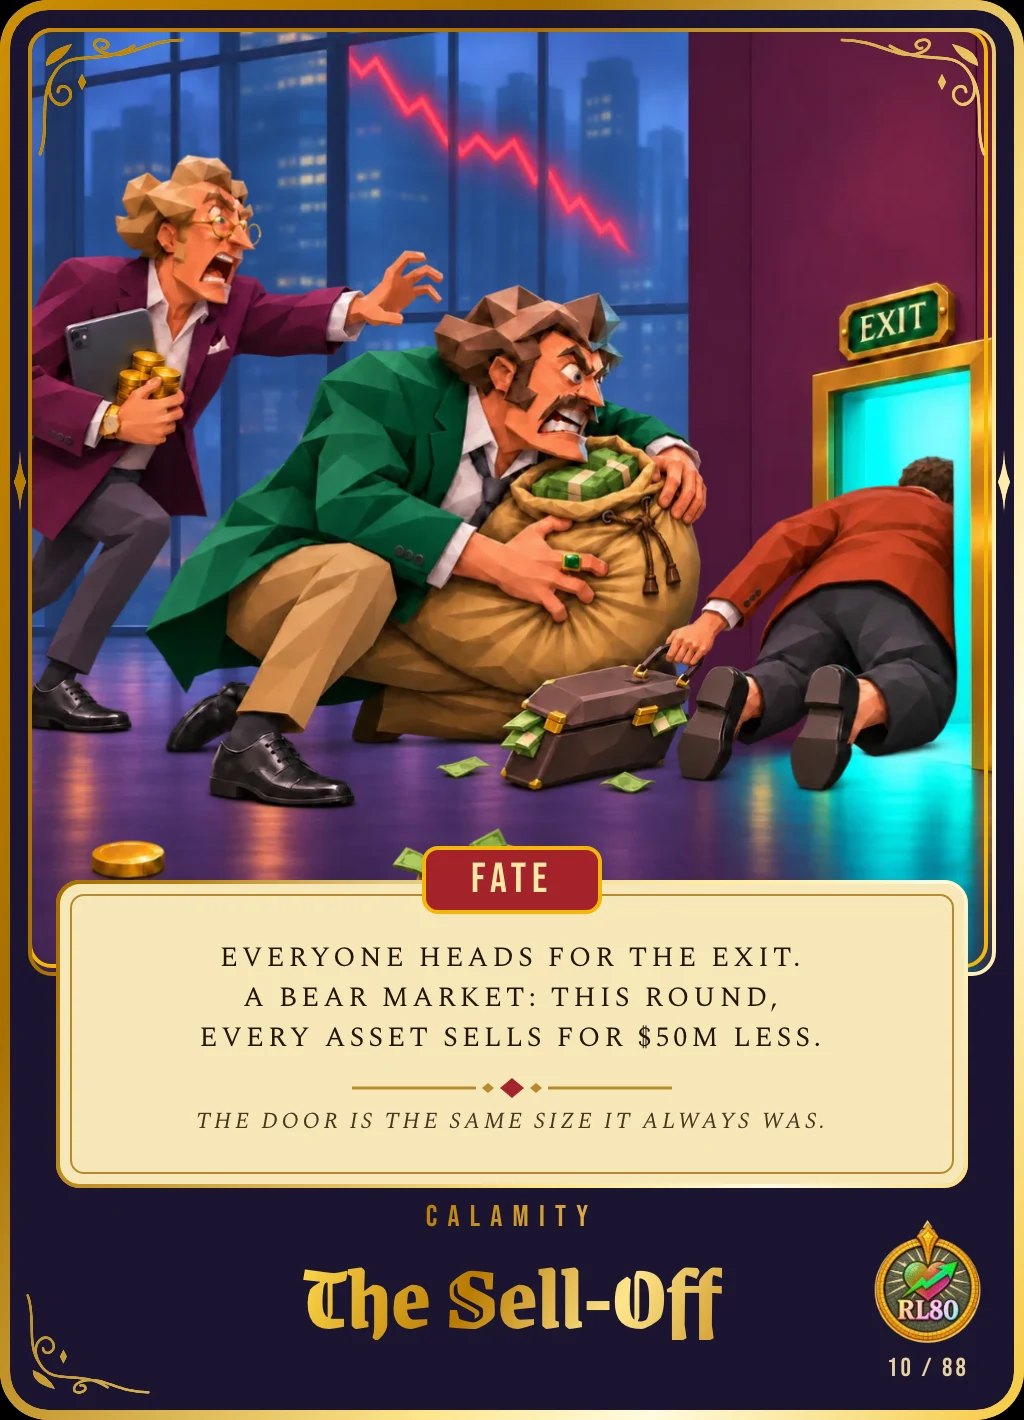 EXIT
FATE
EVERYONE HEADS FOR THE EXIT.
A BEAR MARKET: THIS ROUND,
EVERY ASSET SELLS FOR $50M LESS.
THE DOOR IS THE SAME SIZE IT ALWAYS WAS.
CALAMITY
The Sell-Off
RL80
10 / 88